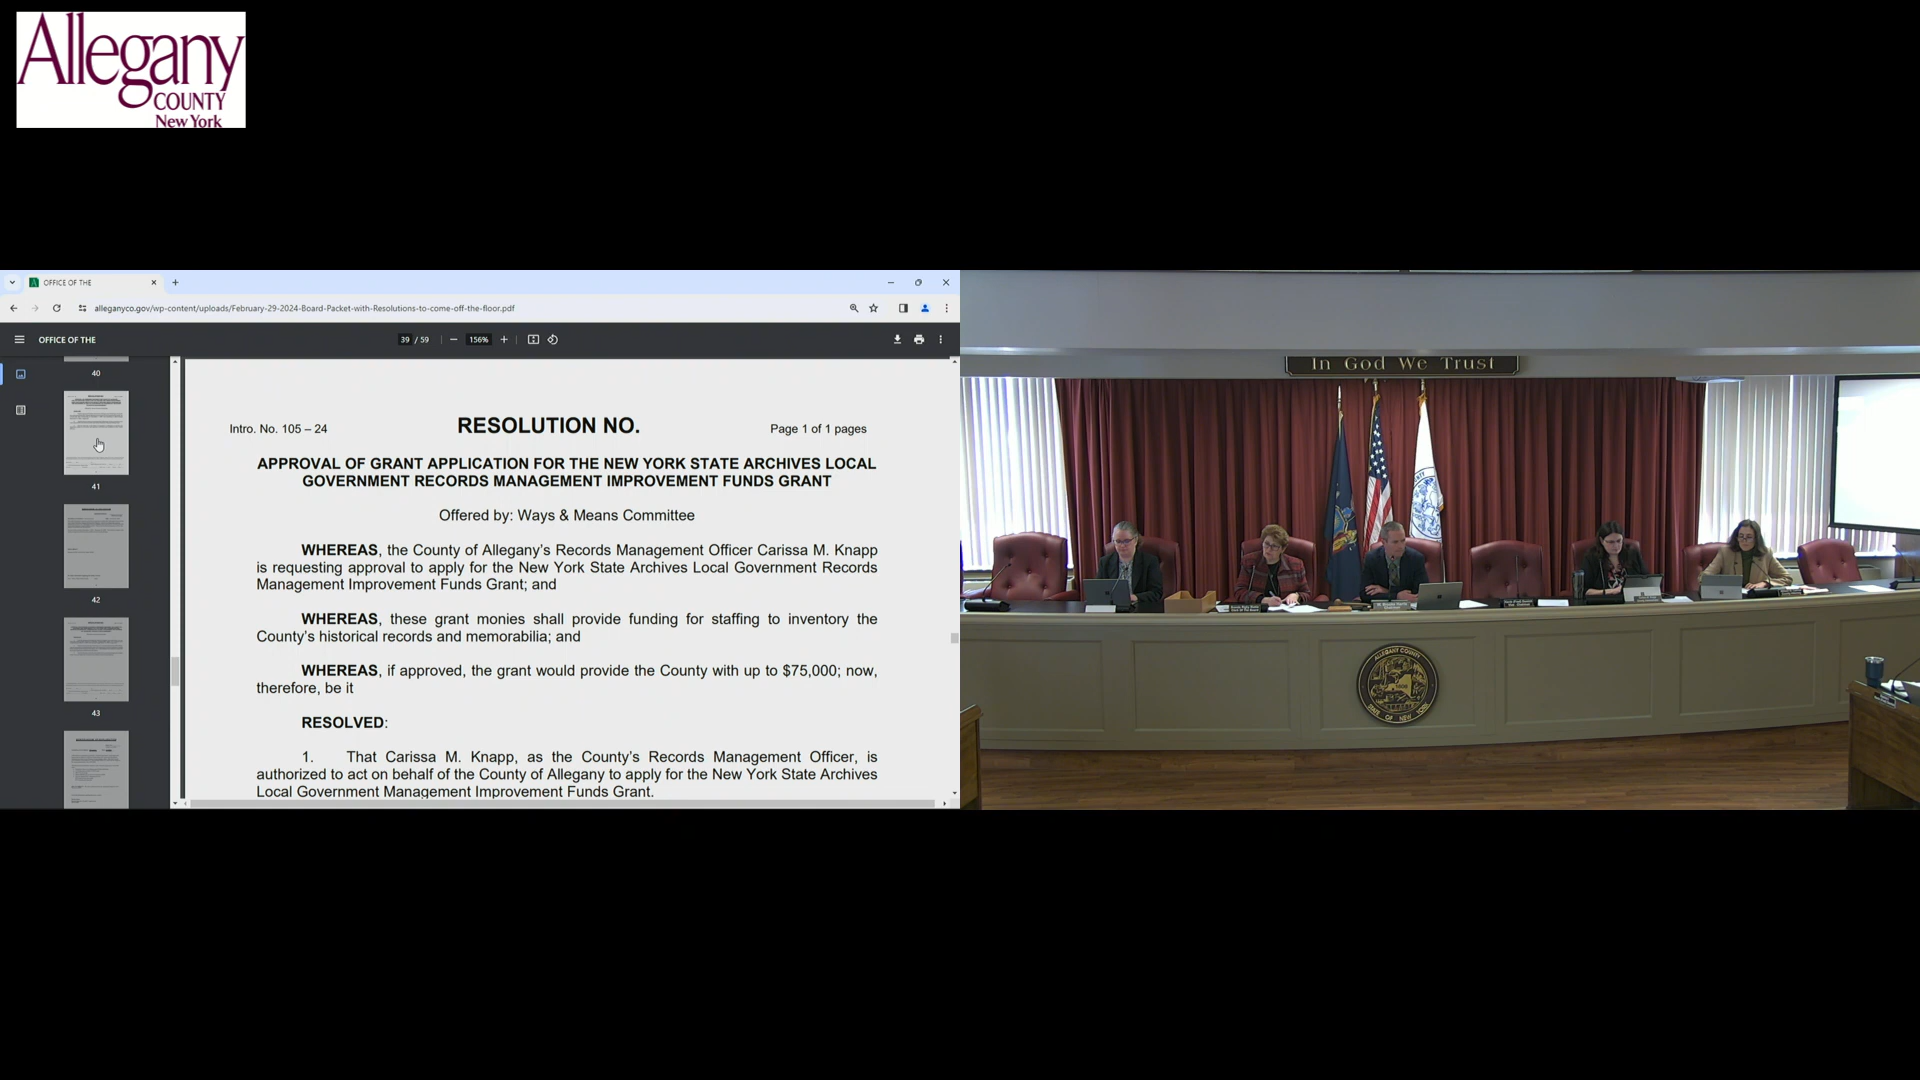 Allegany
COUNTY
New York
OFFICE OF THE
alleganyco.gov/wp-content/uploads/February-29-2024-Board-Packet-with-Resolutions-to-come-off-the-floor.pdf
OFFICE OF THE
39 / 59
156%
40
41
42
43
Intro. No. 105 – 24
RESOLUTION NO.
Page 1 of 1 pages
APPROVAL OF GRANT APPLICATION FOR THE NEW YORK STATE ARCHIVES LOCAL
GOVERNMENT RECORDS MANAGEMENT IMPROVEMENT FUNDS GRANT
Offered by: Ways & Means Committee
WHEREAS, the County of Allegany's Records Management Officer Carissa M. Knapp
is requesting approval to apply for the New York State Archives Local Government Records
Management Improvement Funds Grant; and
WHEREAS, these grant monies shall provide funding for staffing to inventory the
County's historical records and memorabilia; and
WHEREAS, if approved, the grant would provide the County with up to $75,000; now,
therefore, be it
RESOLVED:
1. That Carissa M. Knapp, as the County's Records Management Officer, is
authorized to act on behalf of the County of Allegany to apply for the New York State Archives
Local Government Management Improvement Funds Grant.
In God We Trust
ALLEGANY COUNTY
STATE OF NEW YORK